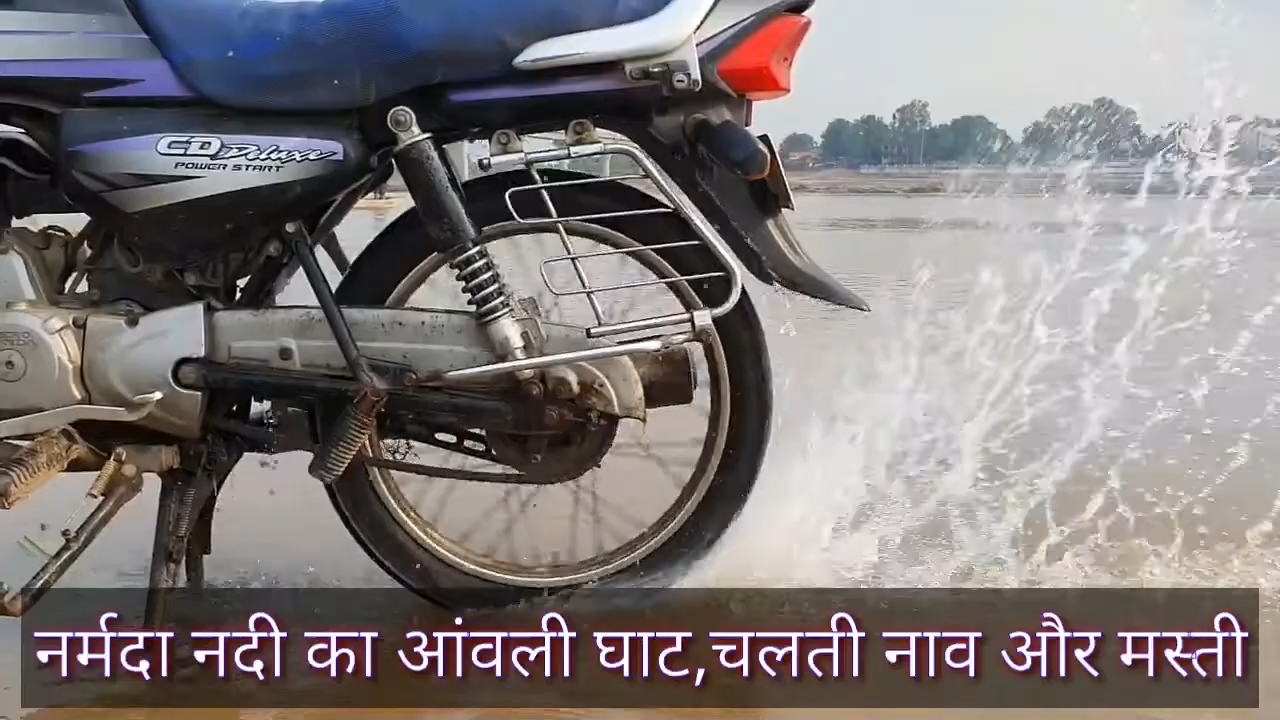 CD Deluxe
POWER START
नर्मदा नदी का आंवली घाट,चलती नाव और मस्ती